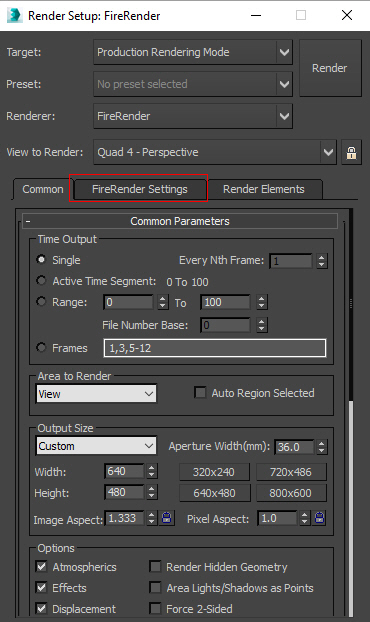 Render Setup: FireRender
Target: Production Rendering Mode
Render
Preset: No preset selected
Renderer: FireRender
View to Render: Quad 4 - Perspective
Common FireRender Settings Render Elements
- Common Parameters
Time Output
Single Every Nth Frame: 1
Active Time Segment: 0 To 100
Range: 0 To 100
File Number Base: 0
Frames 1,3,5-12
Area to Render
View Auto Region Selected
Output Size
Custom Aperture Width(mm): 36.0
Width: 640 320x240 720x486
Height: 480 640x480 800x600
Image Aspect: 1.333 Pixel Aspect: 1.0
Options
Atmospherics Render Hidden Geometry
Effects Area Lights/Shadows as Points
Displacement Force 2-Sided